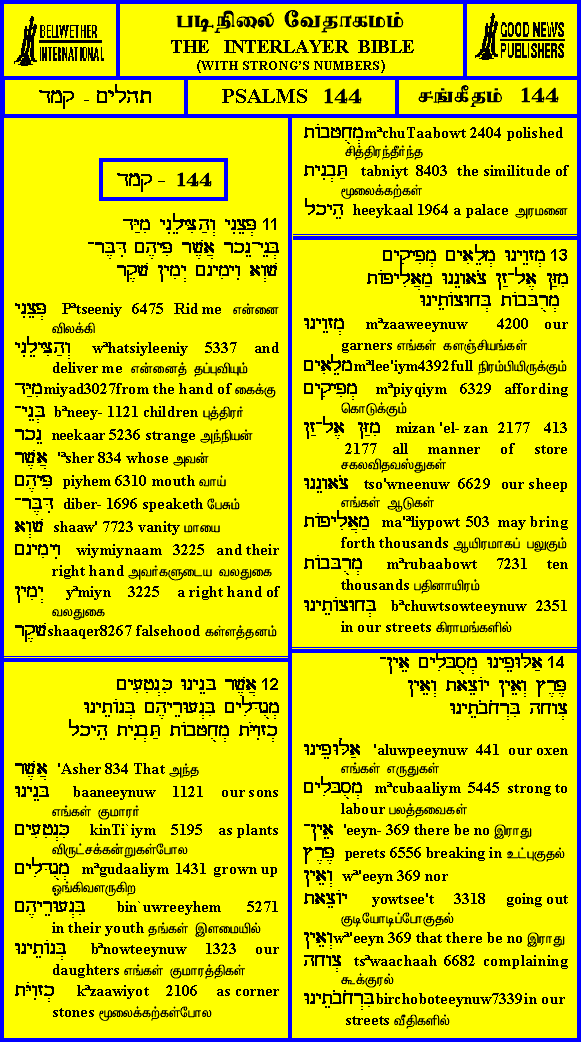 BELLWETHER
INTERNATIONAL
படிநிலை வேதாகமம்
THE INTERLAYER BIBLE
(WITH STRONG'S NUMBERS)
GOOD NEWS
PUBLISHERS
תהלים - קמד
PSALMS 144
சங்கீதம் 144
קמד - 144
11 פְּצֵנִי וְהַצִּילֵנִי מִיַּד
בְּנֵי־נֵכָר אֲשֶׁר פִּיהֶם דִּבֶּר־
שָׁוְא וִימִינָם יְמִין שָׁקֶר
פְּצֵנִי Pᵊtseeniy 6475 Rid me என்னை
விலக்கி
וְהַצִּילֵנִי wᵊhatsiyleeniy 5337 and
deliver me என்னைத் தப்புவியும்
מִיַּד miyad3027from the hand of கைக்கு
בְּנֵי־ bᵊneey- 1121 children புத்திரர்
נֵכָר neekaar 5236 strange அந்நியன்
אֲשֶׁר 'ᵃsher 834 whose அவன்
פִּיהֶם piyhem 6310 mouth வாய்
דִּבֶּר־ diber- 1696 speaketh பேசும்
שָׁוְא shaaw' 7723 vanity மாயை
וִימִינָם wiymiynaam 3225 and their
right hand அவர்களுடைய வலதுகை
יְמִין yᵊmiyn 3225 a right hand of
வலதுகை
שָׁקֶר shaaqer8267 falsehood கள்ளத்தனம்
12 אֲשֶׁר בָּנֵינוּ כִּנְטִעִים
מְגֻדָּלִים בִּנְעוּרֵיהֶם בְּנוֹתֵינוּ
כְזָוִיֹּת מְחֻטָּבוֹת תַּבְנִית הֵיכָל
אֲשֶׁר 'ᴬsher 834 That அந்த
בָּנֵינוּ baaneeynuw 1121 our sons
எங்கள் குமாரர்
כִּנְטִעִים kinTi`iym 5195 as plants
விருட்சக்கன்றுகள்போல
מְגֻדָּלִים mᵊgudaaliym 1431 grown up
ஓங்கிவளருகிற
בִּנְעוּרֵיהֶם bin`uwreeyhem 5271
in their youth தங்கள் இளமையில்
בְּנוֹתֵינוּ bᵊnowteeynuw 1323 our
daughters எங்கள் குமாரத்திகள்
כְזָוִיֹּת kᵊzaawiyot 2106 as corner
stones மூலைக்கற்கள்போல
מְחֻטָּבוֹת mᵊchuTaabowt 2404 polished
சித்திரந்தீர்ந்த
תַּבְנִית tabniyt 8403 the similitude of
மூலைக்கற்கள்
הֵיכָל heeykaal 1964 a palace அரமனை
13 מְזָוֵינוּ מְלֵאִים מְפִיקִים
מִזַּן אֶל־זַן צֹאונֵנוּ מַאֲלִיפוֹת
מְרֻבָּבוֹת בְּחוּצוֹתֵינוּ
מְזָוֵינוּ mᵊzaaweeynuw 4200 our
garners எங்கள் களஞ்சியங்கள்
מְלֵאִים mᵊlee'iym4392full நிரம்பியிருக்கும்
מְפִיקִים mᵊpiyqiym 6329 affording
கொடுக்கும்
מִזַּן אֶל־זַן mizan 'el- zan 2177 413
2177 all manner of store
சகலவிதவஸ்துகள்
צֹאונֵנוּ tso'wneenuw 6629 our sheep
எங்கள் ஆடுகள்
מַאֲלִיפוֹת ma'ᵃliypowt 503 may bring
forth thousands ஆயிரமாகப் பலுகும்
מְרֻבָּבוֹת mᵊrubaabowt 7231 ten
thousands பதினாயிரம்
בְּחוּצוֹתֵינוּ bᵊchuwtsowteeynuw 2351
in our streets கிராமங்களில்
14 אַלּוּפֵינוּ מְסֻבָּלִים אֵין־
פֶּרֶץ וְאֵין יוֹצֵאת וְאֵין
צְוָחָה בִּרְחֹבֹתֵינוּ
אַלּוּפֵינוּ 'aluwpeeynuw 441 our oxen
எங்கள் எருதுகள்
מְסֻבָּלִים mᵊcubaaliym 5445 strong to
labour பலத்தவைகள்
אֵין־ 'eeyn- 369 there be no இராது
פֶּרֶץ perets 6556 breaking in உட்புகுதல்
וְאֵין wᵊ'eeyn 369 nor
יוֹצֵאת yowtsee't 3318 going out
குடியோடிப்போகுதல்
וְאֵין wᵊ'eeyn 369 that there be no இராது
צְוָחָה tsᵊwaachaah 6682 complaining
கூக்குரல்
בִּרְחֹבֹתֵינוּ birchoboteeynuw7339in our
streets வீதிகளில்